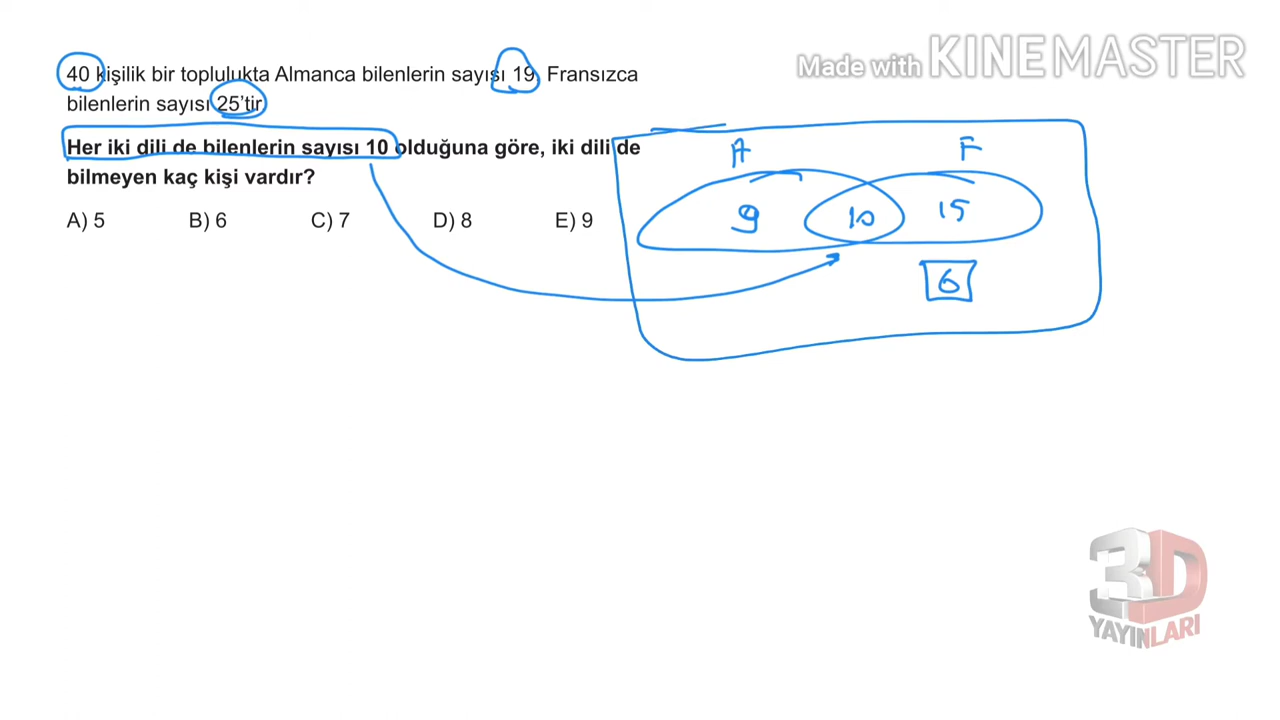 Made with KINEMASTER
40 kişilik bir toplulukta Almanca bilenlerin sayısı 19, Fransızca
bilenlerin sayısı 25'tir.
Her iki dili de bilenlerin sayısı 10 olduğuna göre, iki dili de
bilmeyen kaç kişi vardır?
A) 5 B) 6 C) 7 D) 8 E) 9
A F
9 10 15
6
3D
YAYINLARI